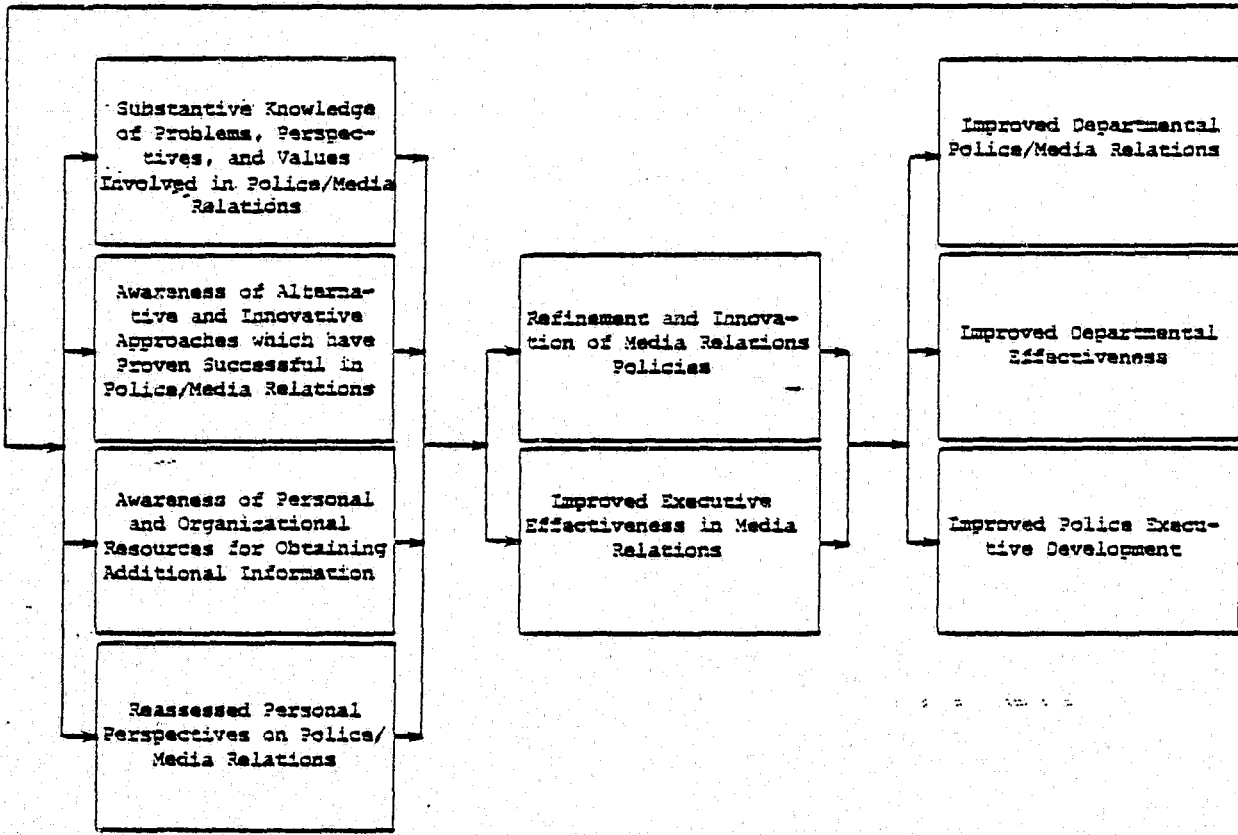 Substantive Knowledge
of Problems, Perspec-
tives, and Values
Involved in Police/Media
Relations
Awareness of Alterna-
tive and Innovative
Approaches which have
Proven Successful in
Police/Media Relations
Awareness of Personal
and Organizational
Resources for Obtaining
Additional Information
Reassessed Personal
Perspectives on Police/
Media Relations
Refinement and Innova-
tion of Media Relations
Policies
Improved Executive
Effectiveness in Media
Relations
Improved Departmental
Police/Media Relations
Improved Departmental
Effectiveness
Improved Police Execu-
tive Development